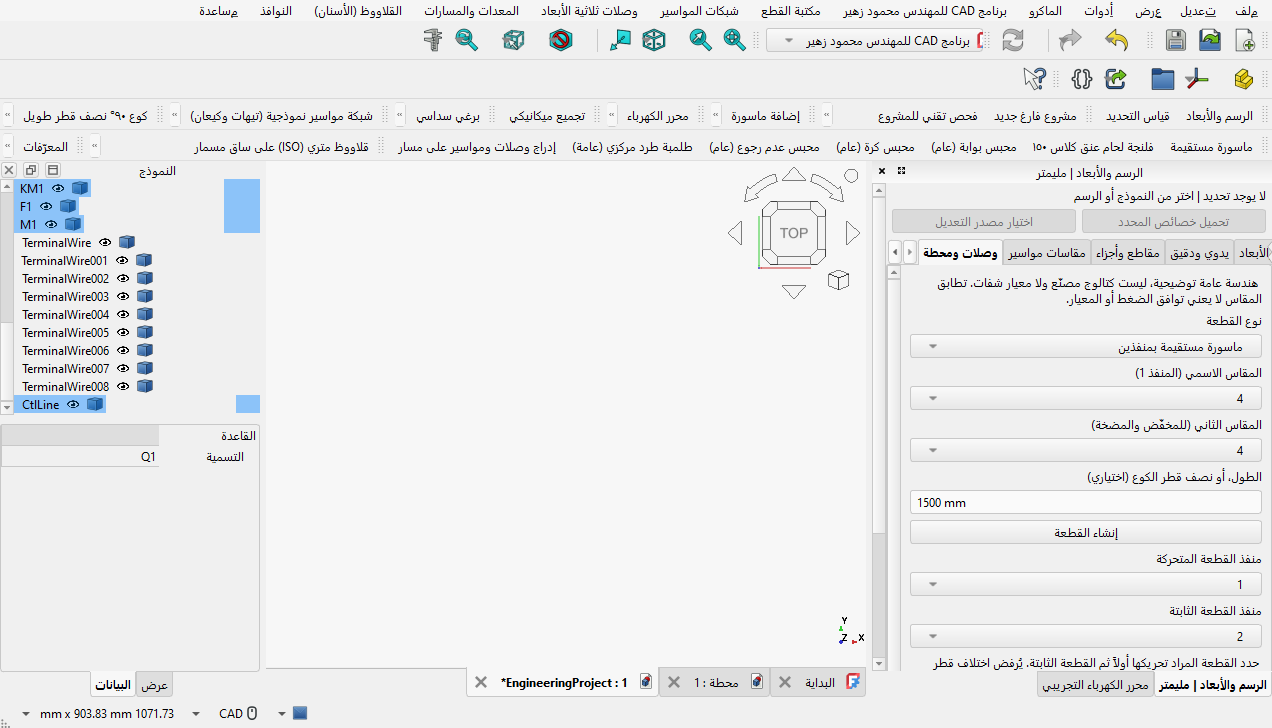 ملف تعديل عرض أدوات الماكرو برنامج CAD للمهندس محمود زهير مكتبة القطع شبكات المواسير وصلات ثلاثية الأبعاد المعدات والمسارات القلاووظ (الأسنان) النوافذ مساعدة
برنامج CAD للمهندس محمود زهير
الرسم والأبعاد قياس التحديد مشروع فارغ جديد فحص تقني للمشروع إضافة ماسورة محرر الكهرباء تجميع ميكانيكي برغي سداسي شبكة مواسير نموذجية (تيهات وكيعان) كوع ٩٠° نصف قطر طويل
ماسورة مستقيمة فلنجة لحام عنق كلاس ١٥٠ محبس بوابة (عام) محبس كرة (عام) محبس عدم رجوع (عام) طلمبة طرد مركزي (عامة) إدراج وصلات ومواسير على مسار قلاووظ متري (ISO) على ساق مسمار المعرّفات
النموذج
KM1
F1
M1
TerminalWire
TerminalWire001
TerminalWire002
TerminalWire003
TerminalWire004
TerminalWire005
TerminalWire006
TerminalWire007
TerminalWire008
CtlLine
القاعدة
التسمية Q1
عرض البيانات
TOP
Y
Z X
الرسم والأبعاد | مليمتر
لا يوجد تحديد | اختر من النموذج أو الرسم
تحميل خصائص المحدد اختيار مصدر التعديل
الأبعاد يدوي ودقيق مقاطع وأجزاء مقاسات مواسير وصلات ومحطة
هندسة عامة توضيحية، ليست كتالوج مصنّع ولا معيار شفات. تطابق
المقاس لا يعني توافق الضغط أو المعيار.
نوع القطعة
ماسورة مستقيمة بمنفذين
المقاس الاسمي (المنفذ 1)
4
المقاس الثاني (للمخفّض والمضخة)
4
الطول، أو نصف قطر الكوع (اختياري)
1500 mm
إنشاء القطعة
منفذ القطعة المتحركة
1
منفذ القطعة الثابتة
2
حدد القطعة المراد تحريكها أولاً ثم القطعة الثابتة. يُرفض اختلاف قطر
الرسم والأبعاد | مليمتر محرر الكهرباء التجريبي
البداية
محطة : 1
EngineeringProject : 1*
CAD
1071.73 mm x 903.83 mm